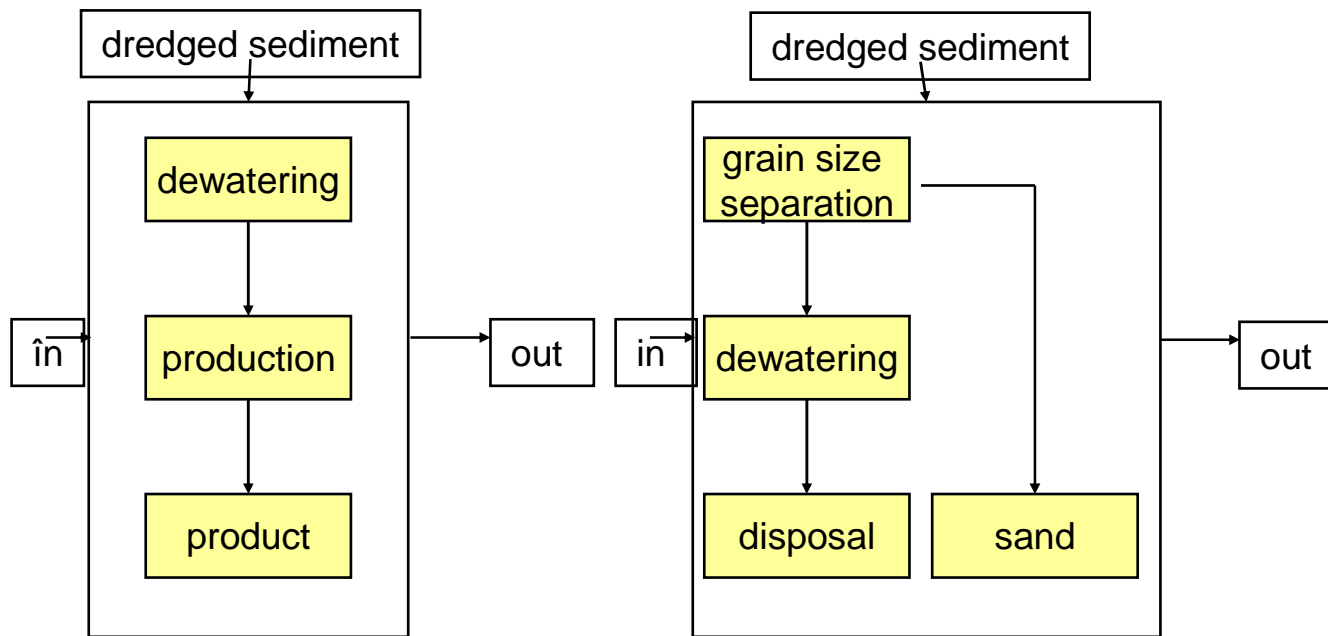 dredged sediment
dewatering
în
production
out
product
dredged sediment
grain size
separation
in
dewatering
out
disposal
sand